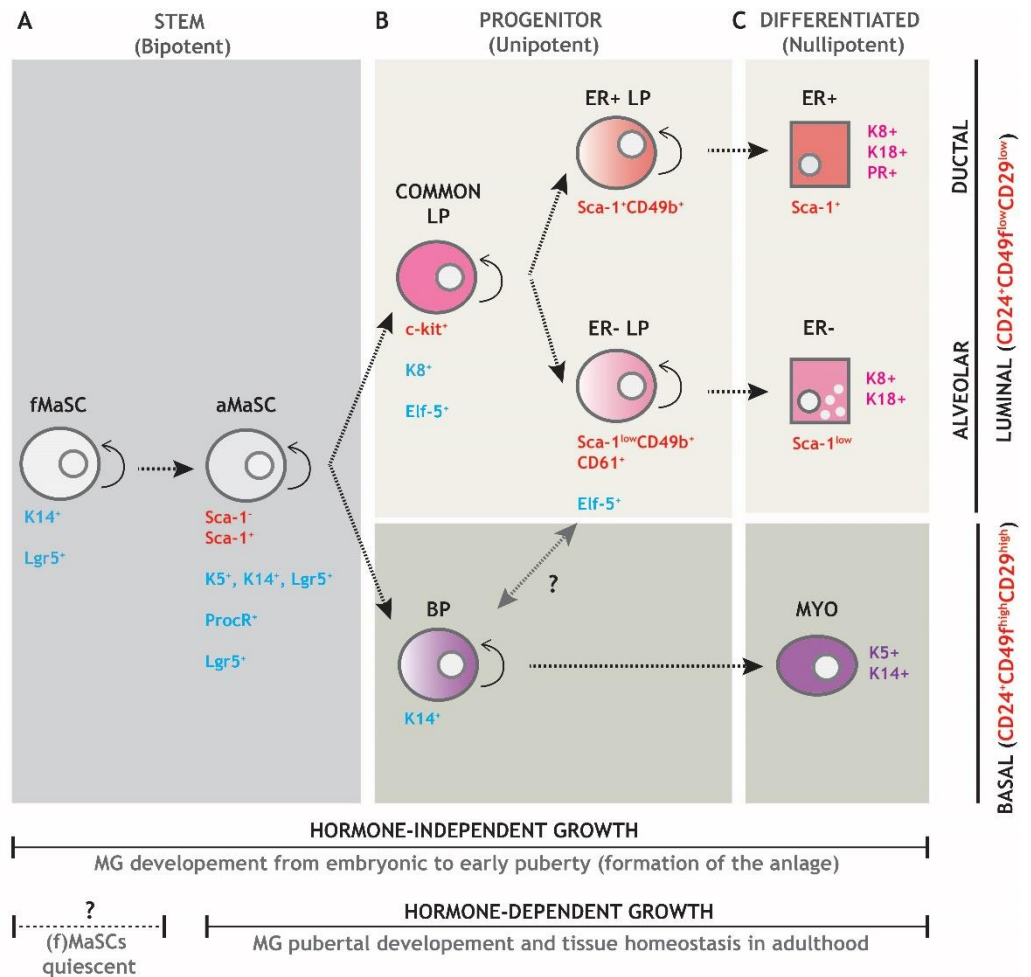 A
STEM
(Bipotent)
B
PROGENITOR
(Unipotent)
C
DIFFERENTIATED
(Nullipotent)
fMaSC
K14⁺
Lgr5⁺
aMaSC
Sca-1⁻
Sca-1⁺
K5⁺, K14⁺, Lgr5⁺
ProcR⁺
Lgr5⁺
COMMON
LP
c-kit⁺
K8⁺
Elf-5⁺
ER+ LP
Sca-1⁺CD49b⁺
ER- LP
Sca-1ˡᵒʷCD49b⁺
CD61⁺
Elf-5⁺
?
BP
K14⁺
ER+
K8+
K18+
PR+
Sca-1⁺
ER-
K8+
K18+
Sca-1ˡᵒʷ
MYO
K5+
K14+
DUCTAL
ALVEOLAR
LUMINAL (CD24⁺CD49fˡᵒʷCD29ˡᵒʷ)
BASAL (CD24⁺CD49fʰⁱᵍʰCD29ʰⁱᵍʰ)
HORMONE-INDEPENDENT GROWTH
MG developement from embryonic to early puberty (formation of the anlage)
?
(f)MaSCs
quiescent
HORMONE-DEPENDENT GROWTH
MG pubertal developement and tissue homeostasis in adulthood